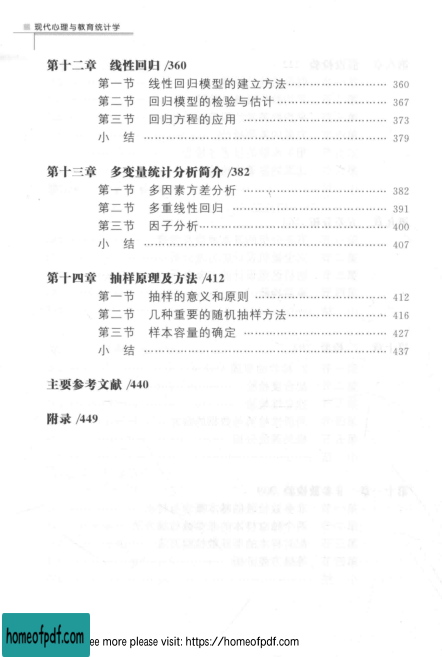 现代心理与教育统计学
第十二章 线性回归 /360
第一节 线性回归模型的建立方法 360
第二节 回归模型的检验与估计 367
第三节 回归方程的应用 373
小 结 379
第十三章 多变量统计分析简介 /382
第一节 多因素方差分析 382
第二节 多重线性回归 391
第三节 因子分析 400
小 结 407
第十四章 抽样原理及方法 /412
第一节 抽样的意义和原则 412
第二节 几种重要的随机抽样方法 416
第三节 样本容量的确定 427
小 结 437
主要参考文献 /440
附录 /449
homeofpdf.com
ee more please visit: https://homeofpdf.com